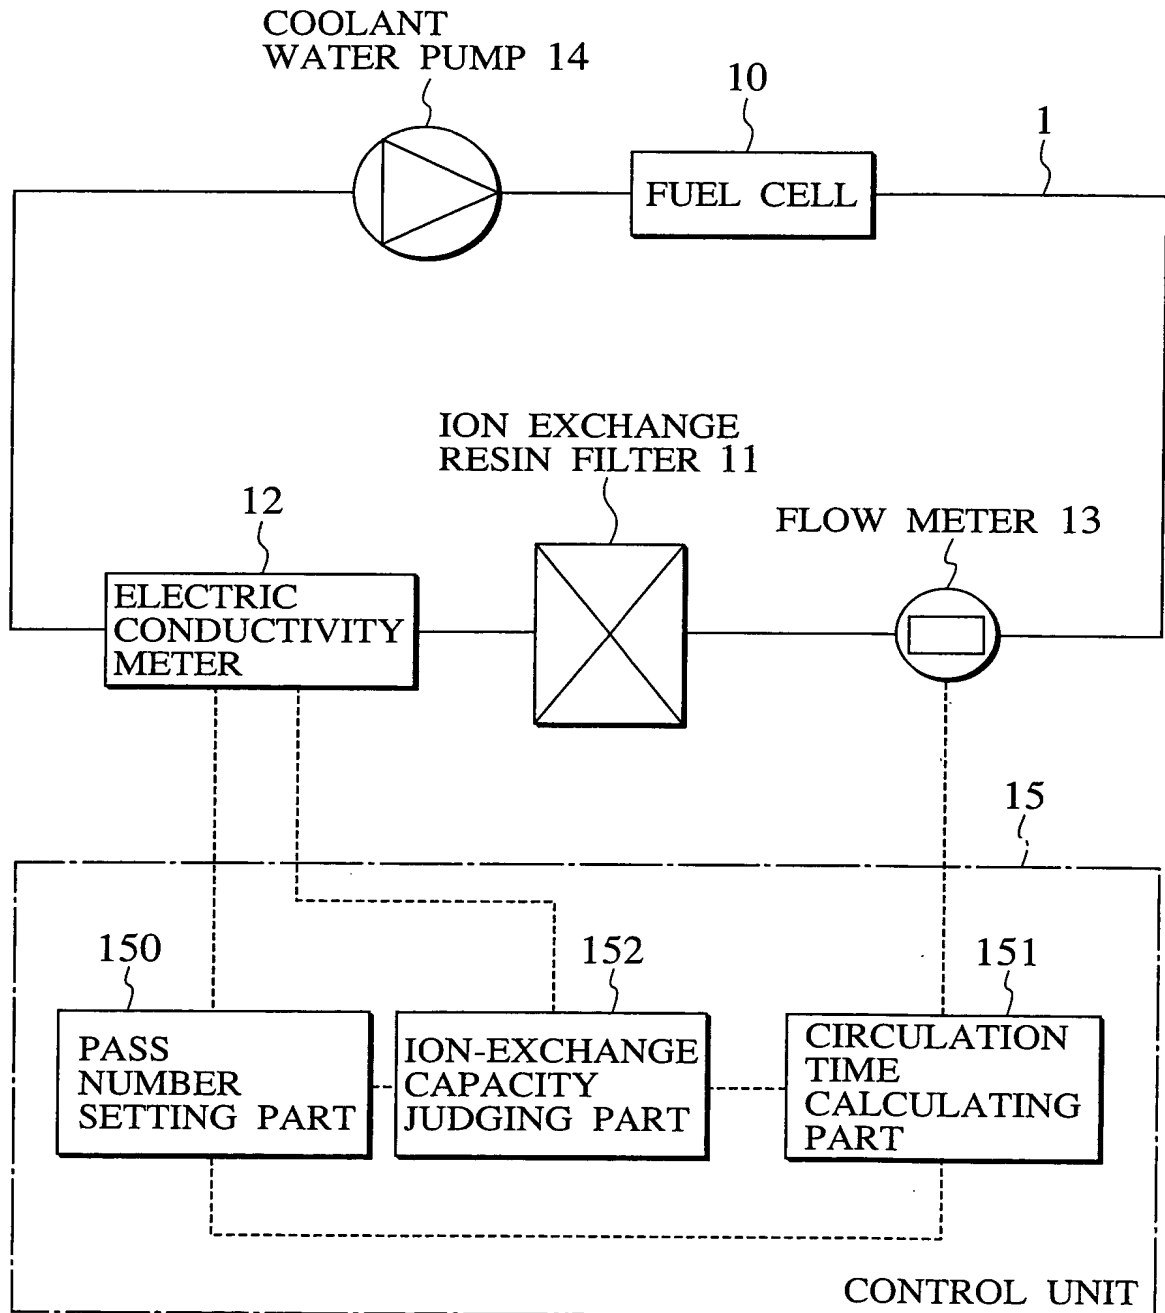 COOLANT
WATER PUMP 14
10
1
FUEL CELL
ION EXCHANGE
RESIN FILTER 11
12
FLOW METER 13
ELECTRIC
CONDUCTIVITY
METER
15
150
152
151
PASS
NUMBER
SETTING PART
ION-EXCHANGE
CAPACITY
JUDGING PART
CIRCULATION
TIME
CALCULATING
PART
CONTROL UNIT